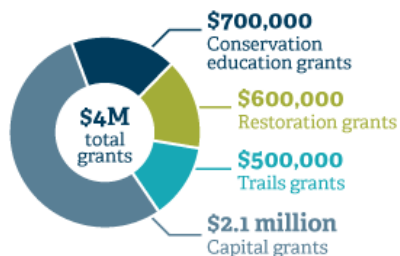 $700,000
Conservation
education grants
$4M
total
grants
$600,000
Restoration grants
$500,000
Trails grants
$2.1 million
Capital grants